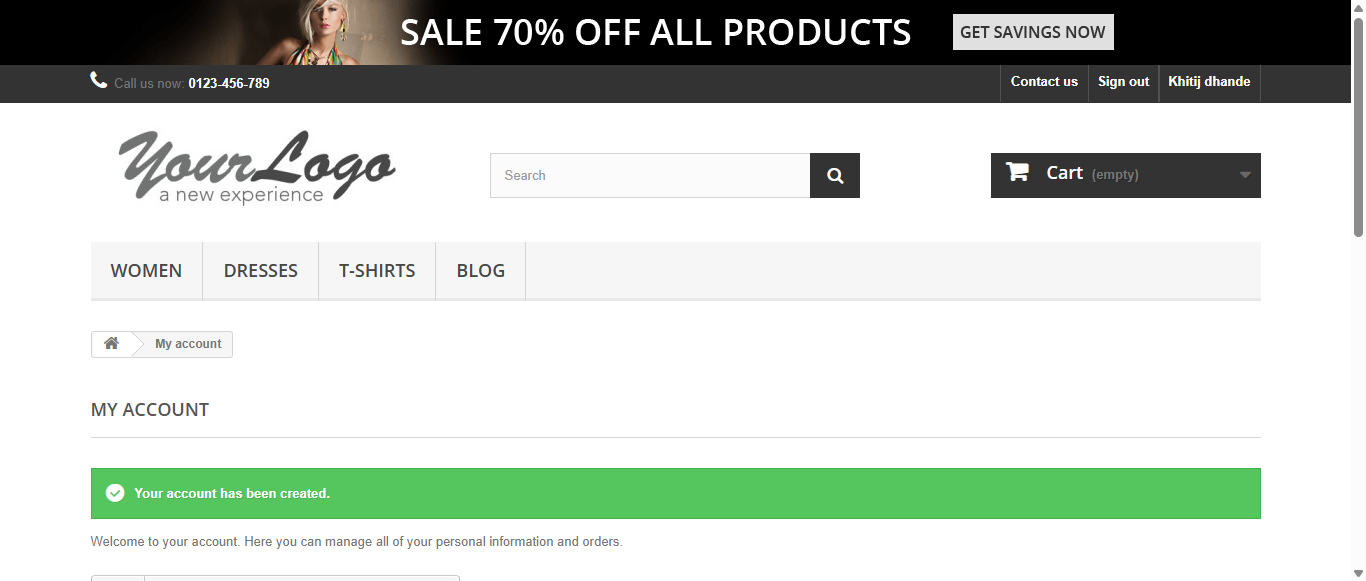 SALE 70% OFF ALL PRODUCTS GET SAVINGS NOW
Call us now: 0123-456-789 Contact us Sign out Khitij dhande
YourLogo
a new experience
Search
Cart (empty)
WOMEN DRESSES T-SHIRTS BLOG
My account
MY ACCOUNT
Your account has been created.
Welcome to your account. Here you can manage all of your personal information and orders.